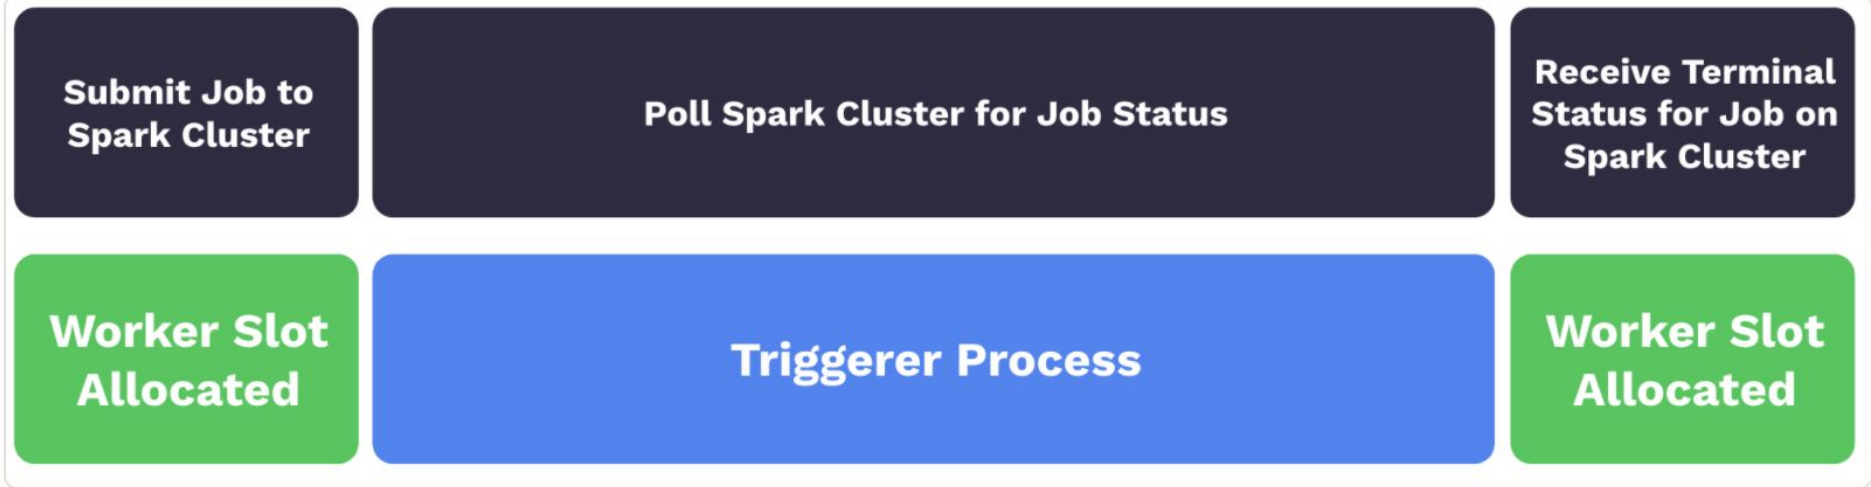 Submit Job to
Spark Cluster
Poll Spark Cluster for Job Status
Receive Terminal
Status for Job on
Spark Cluster
Worker Slot
Allocated
Triggerer Process
Worker Slot
Allocated